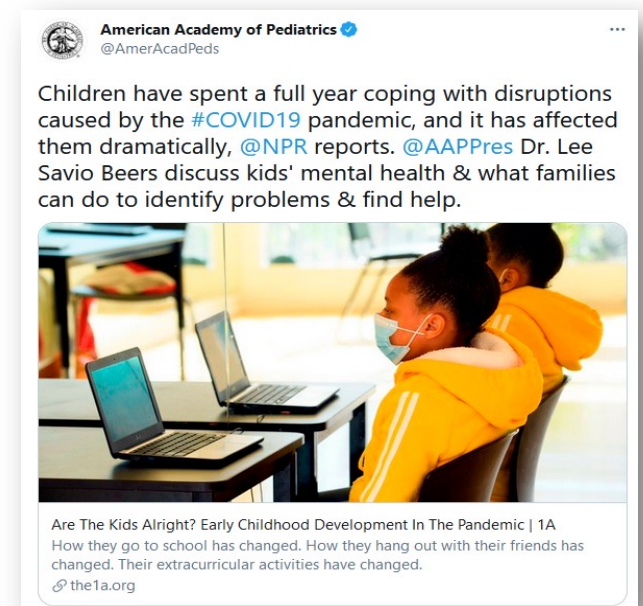 American Academy of Pediatrics
@AmerAcadPeds
Children have spent a full year coping with disruptions
caused by the #COVID19 pandemic, and it has affected
them dramatically, @NPR reports. @AAPPres Dr. Lee
Savio Beers discuss kids' mental health & what families
can do to identify problems & find help.
Are The Kids Alright? Early Childhood Development In The Pandemic | 1A
How they go to school has changed. How they hang out with their friends has
changed. Their extracurricular activities have changed.
the1a.org